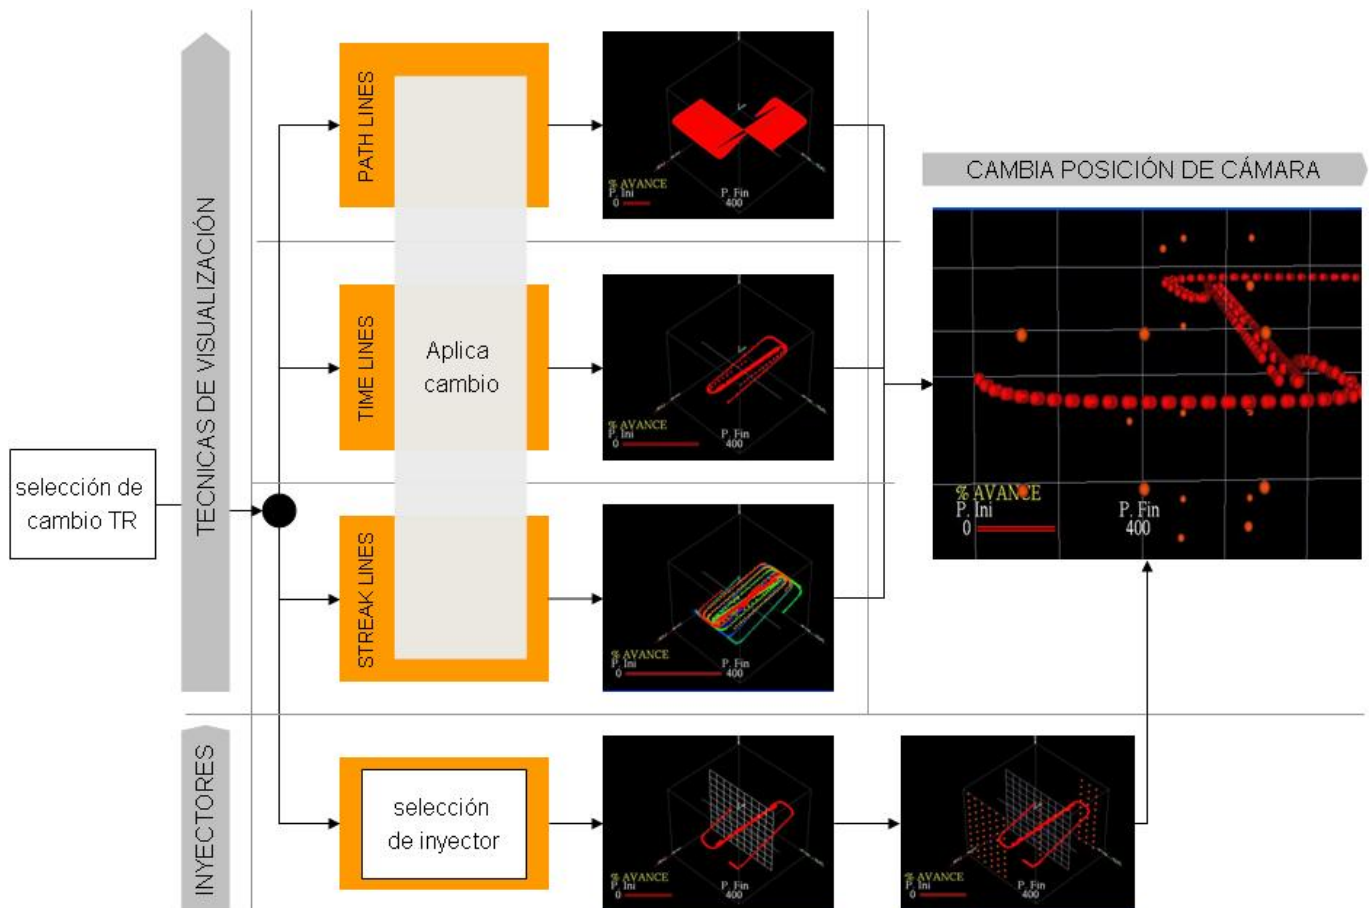 TECNICAS DE VISUALIZACIÓN
PATH LINES
% AVANCE
P. Ini
P. Fin
0
400
CAMBIA POSICIÓN DE CÁMARA
TIME LINES
Aplica
cambio
% AVANCE
P. Ini
P. Fin
0
400
selección de
cambio TR
% AVANCE
P. Ini
P. Fin
0
400
STREAK LINES
% AVANCE
P. Ini
P. Fin
0
400
INYECTORES
selección
de inyector
% AVANCE
P. Ini
P. Fin
0
400
% AVANCE
P. Ini
P. Fin
0
400